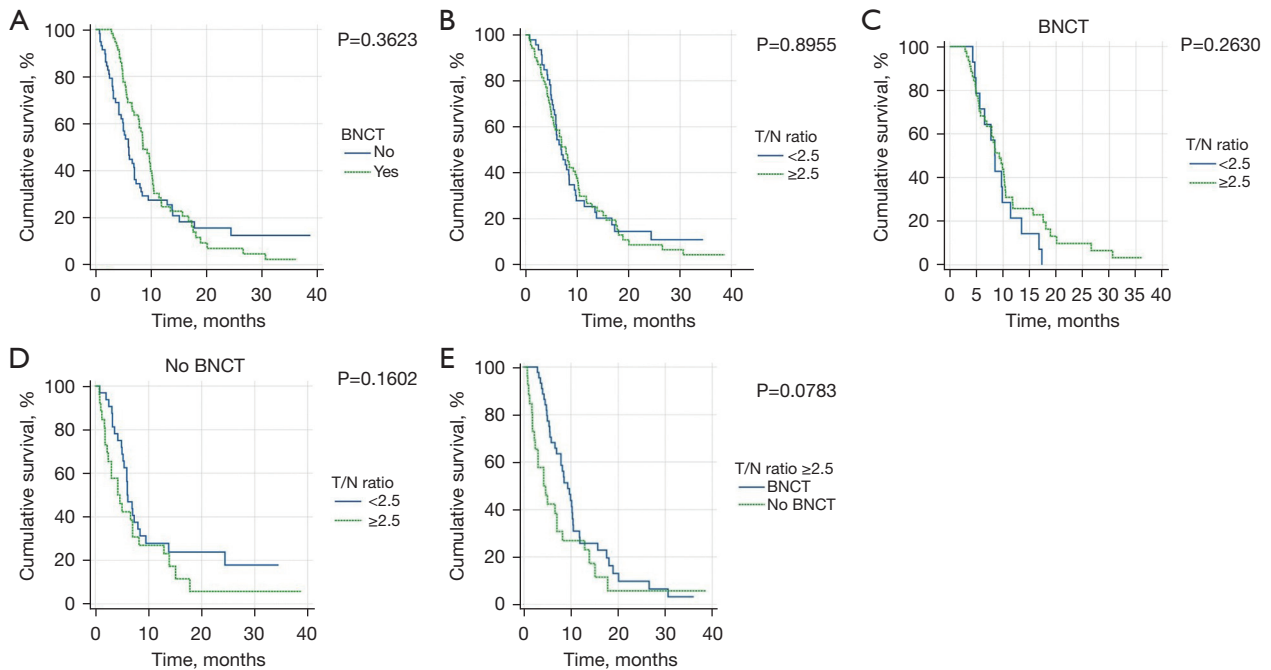 A
P=0.3623
Cumulative survival, %
100
80
60
40
20
0
BNCT
No
Yes
0 10 20 30 40
Time, months
B
P=0.8955
Cumulative survival, %
100
80
60
40
20
0
T/N ratio
<2.5
≥2.5
0 10 20 30 40
Time, months
C
BNCT
P=0.2630
Cumulative survival, %
100
80
60
40
20
0
T/N ratio
<2.5
≥2.5
0 5 10 15 20 25 30 35 40
Time, months
D
No BNCT
P=0.1602
Cumulative survival, %
100
80
60
40
20
0
T/N ratio
<2.5
≥2.5
0 10 20 30 40
Time, months
E
P=0.0783
Cumulative survival, %
100
80
60
40
20
0
T/N ratio ≥2.5
BNCT
No BNCT
0 10 20 30 40
Time, months